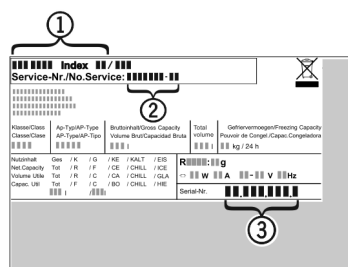 1
Index /
Service-Nr./No.Service: -
2
Klasse/Class Ap-Typ/AP-Type Bruttoinhalt/Gross Capacity Total Gefriervermoegen/Freezing Capacity
Classe/Clase AP-Type/AP-Tipo Volume Brut/Capacidad Bruta volume Pouvoir de Congel./Capac.Congeladora
l l kg / 24 h
Nutzinhalt Ges / K / G / KE / KALT / EIS
Net.Capacity Tot / R / F / CE / CHILL / ICE
Volume Utile Tot / R / C / CA / CHILL / GLA
Capac. Util Tot / F / C / BO / CHILL / HIE
l / l
R : g
W A - V Hz
Serial-Nr. . . .
3